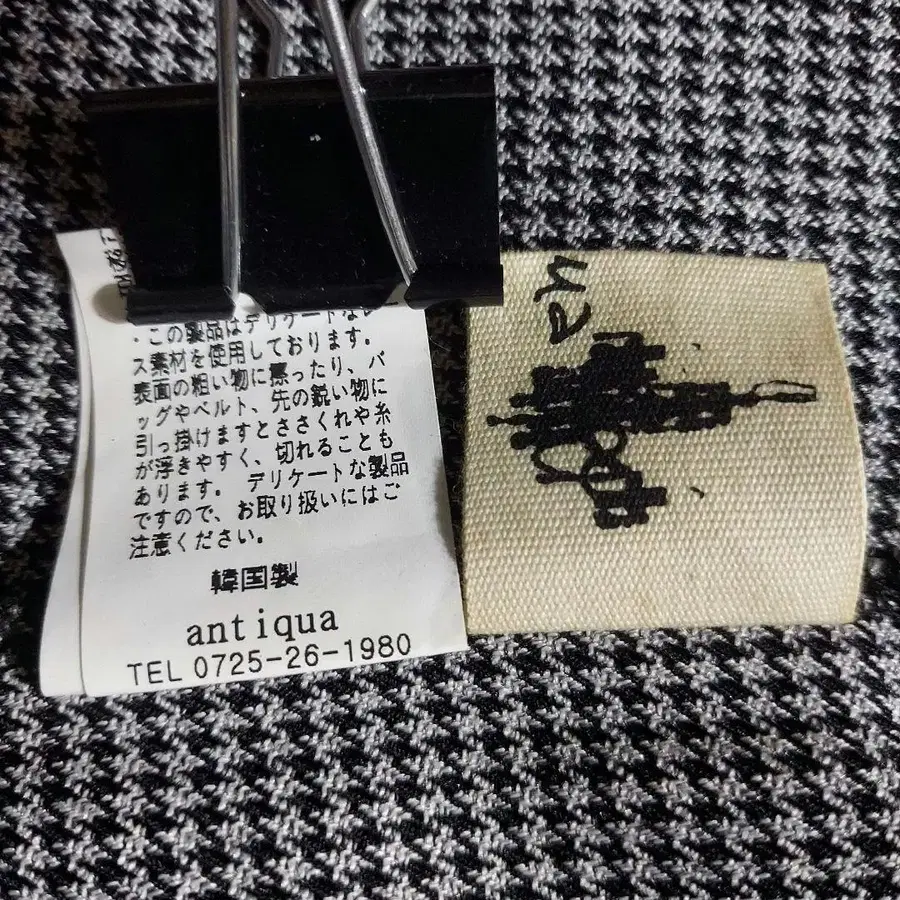 ・この製品はデリケートなレー
ス素材を使用しております。
表面の粗い物に擦ったり、バ
ッグやベルト、先の鋭い物に
引っ掛けますとささくれや糸
が浮きやすく、切れることも
あります。 デリケートな製品
ですので、お取り扱いにはご
注意ください。
韓国製
antiqua
TEL 0725-26-1980